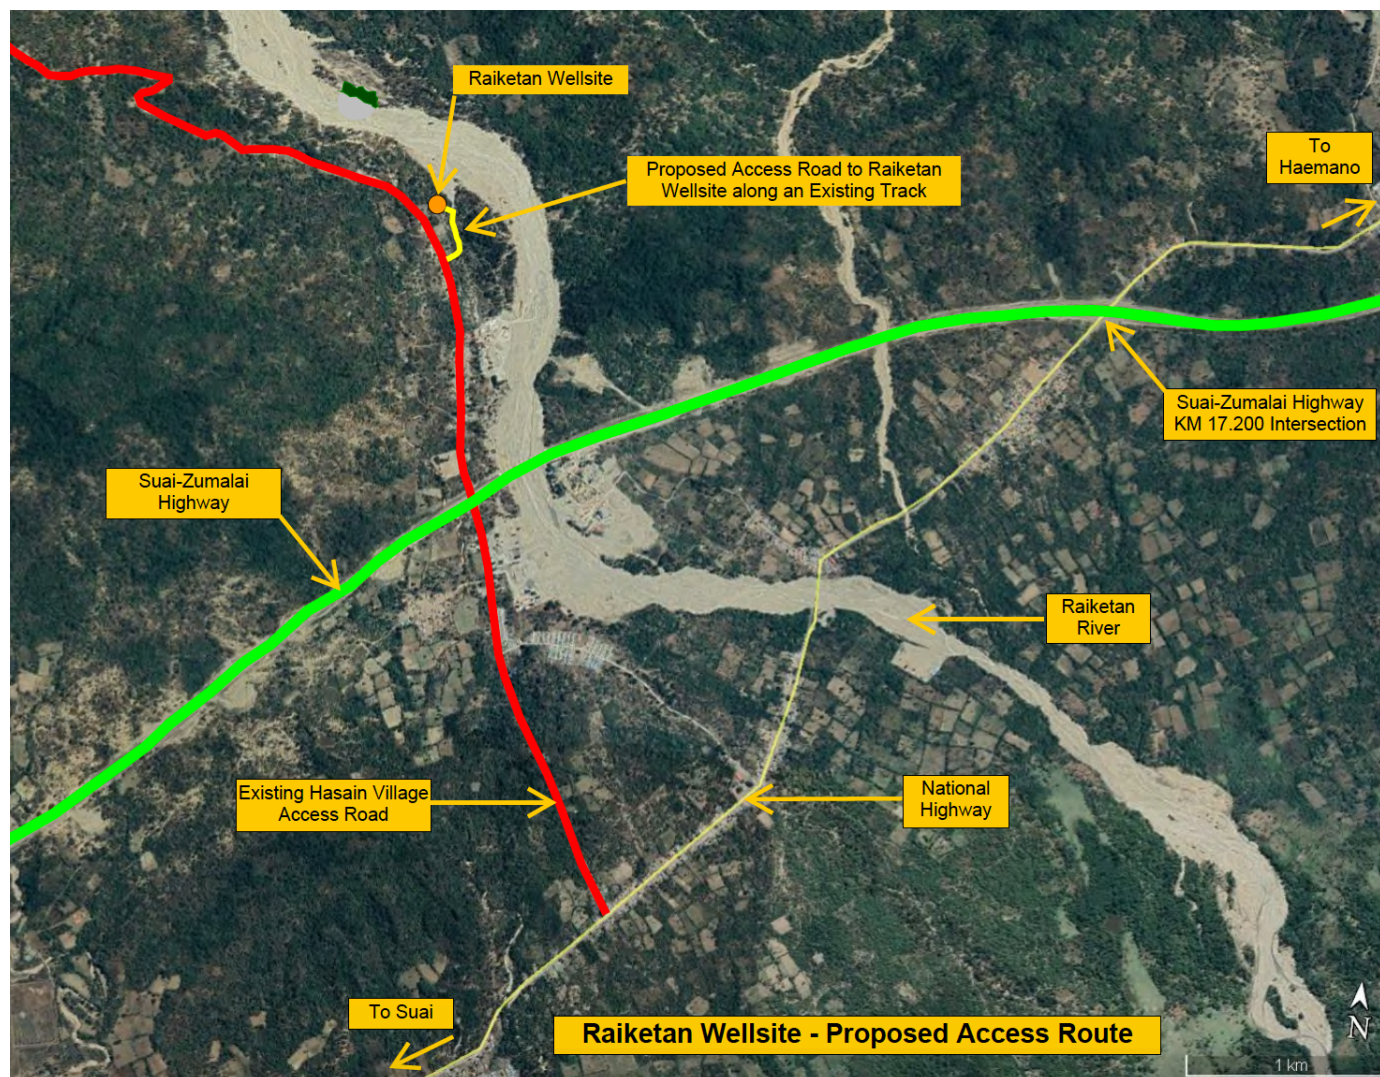 Raiketan Wellsite
Proposed Access Road to Raiketan
Wellsite along an Existing Track
To
Haemano
Suai-Zumalai Highway
KM 17.200 Intersection
Suai-Zumalai
Highway
Raiketan
River
Existing Hasain Village
Access Road
National
Highway
To Suai
Raiketan Wellsite - Proposed Access Route
N
1 km